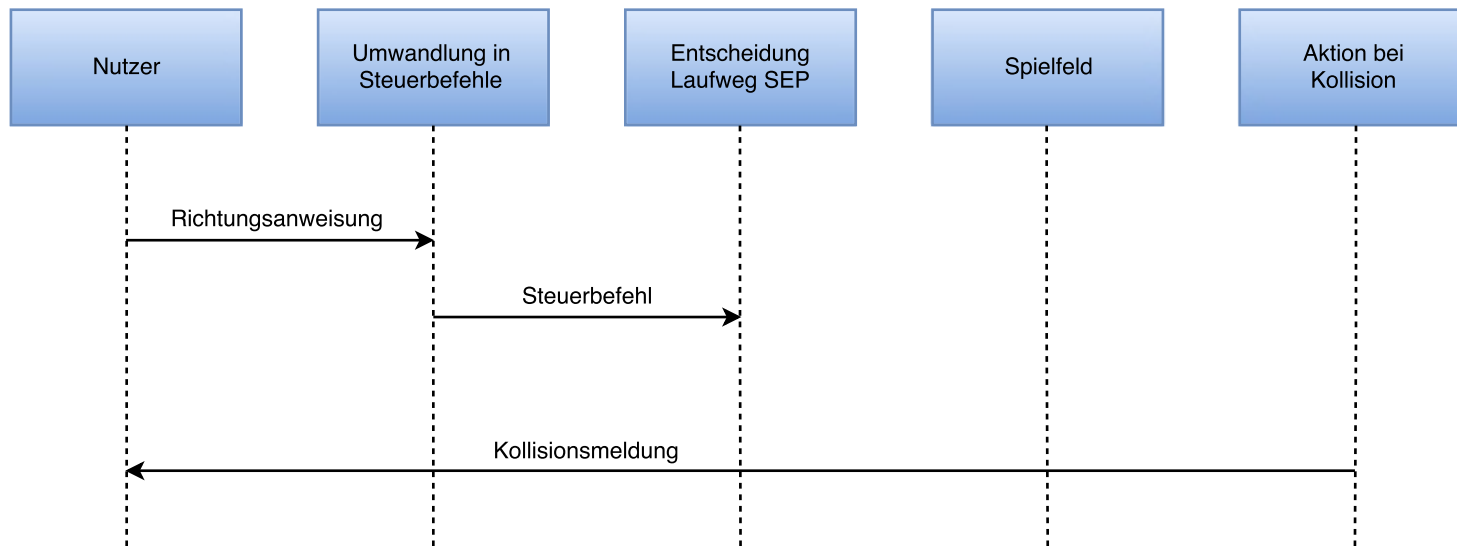 Nutzer
Umwandlung in
Steuerbefehle
Entscheidung
Laufweg SEP
Spielfeld
Aktion bei
Kollision
Richtungsanweisung
Steuerbefehl
Kollisionsmeldung